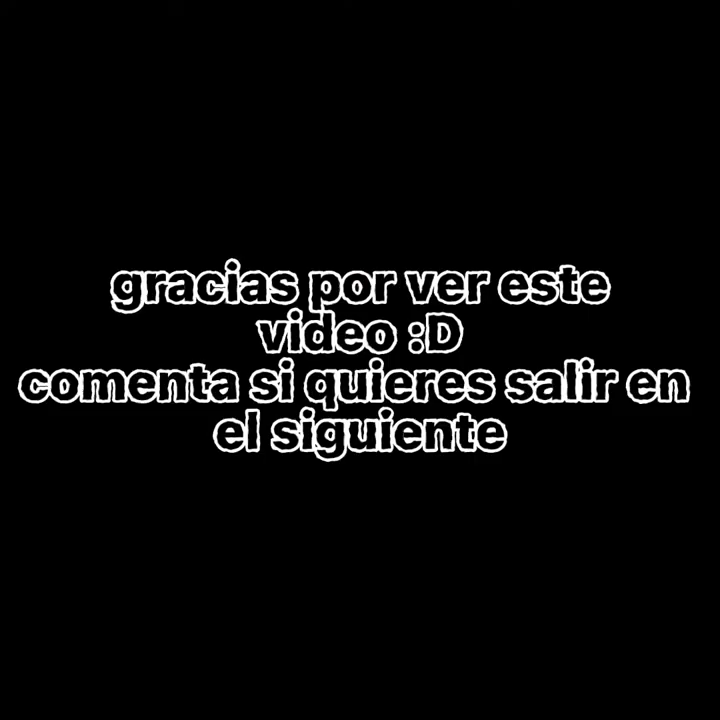 gracias por ver este
video :D
comenta si quieres salir en
el siguiente